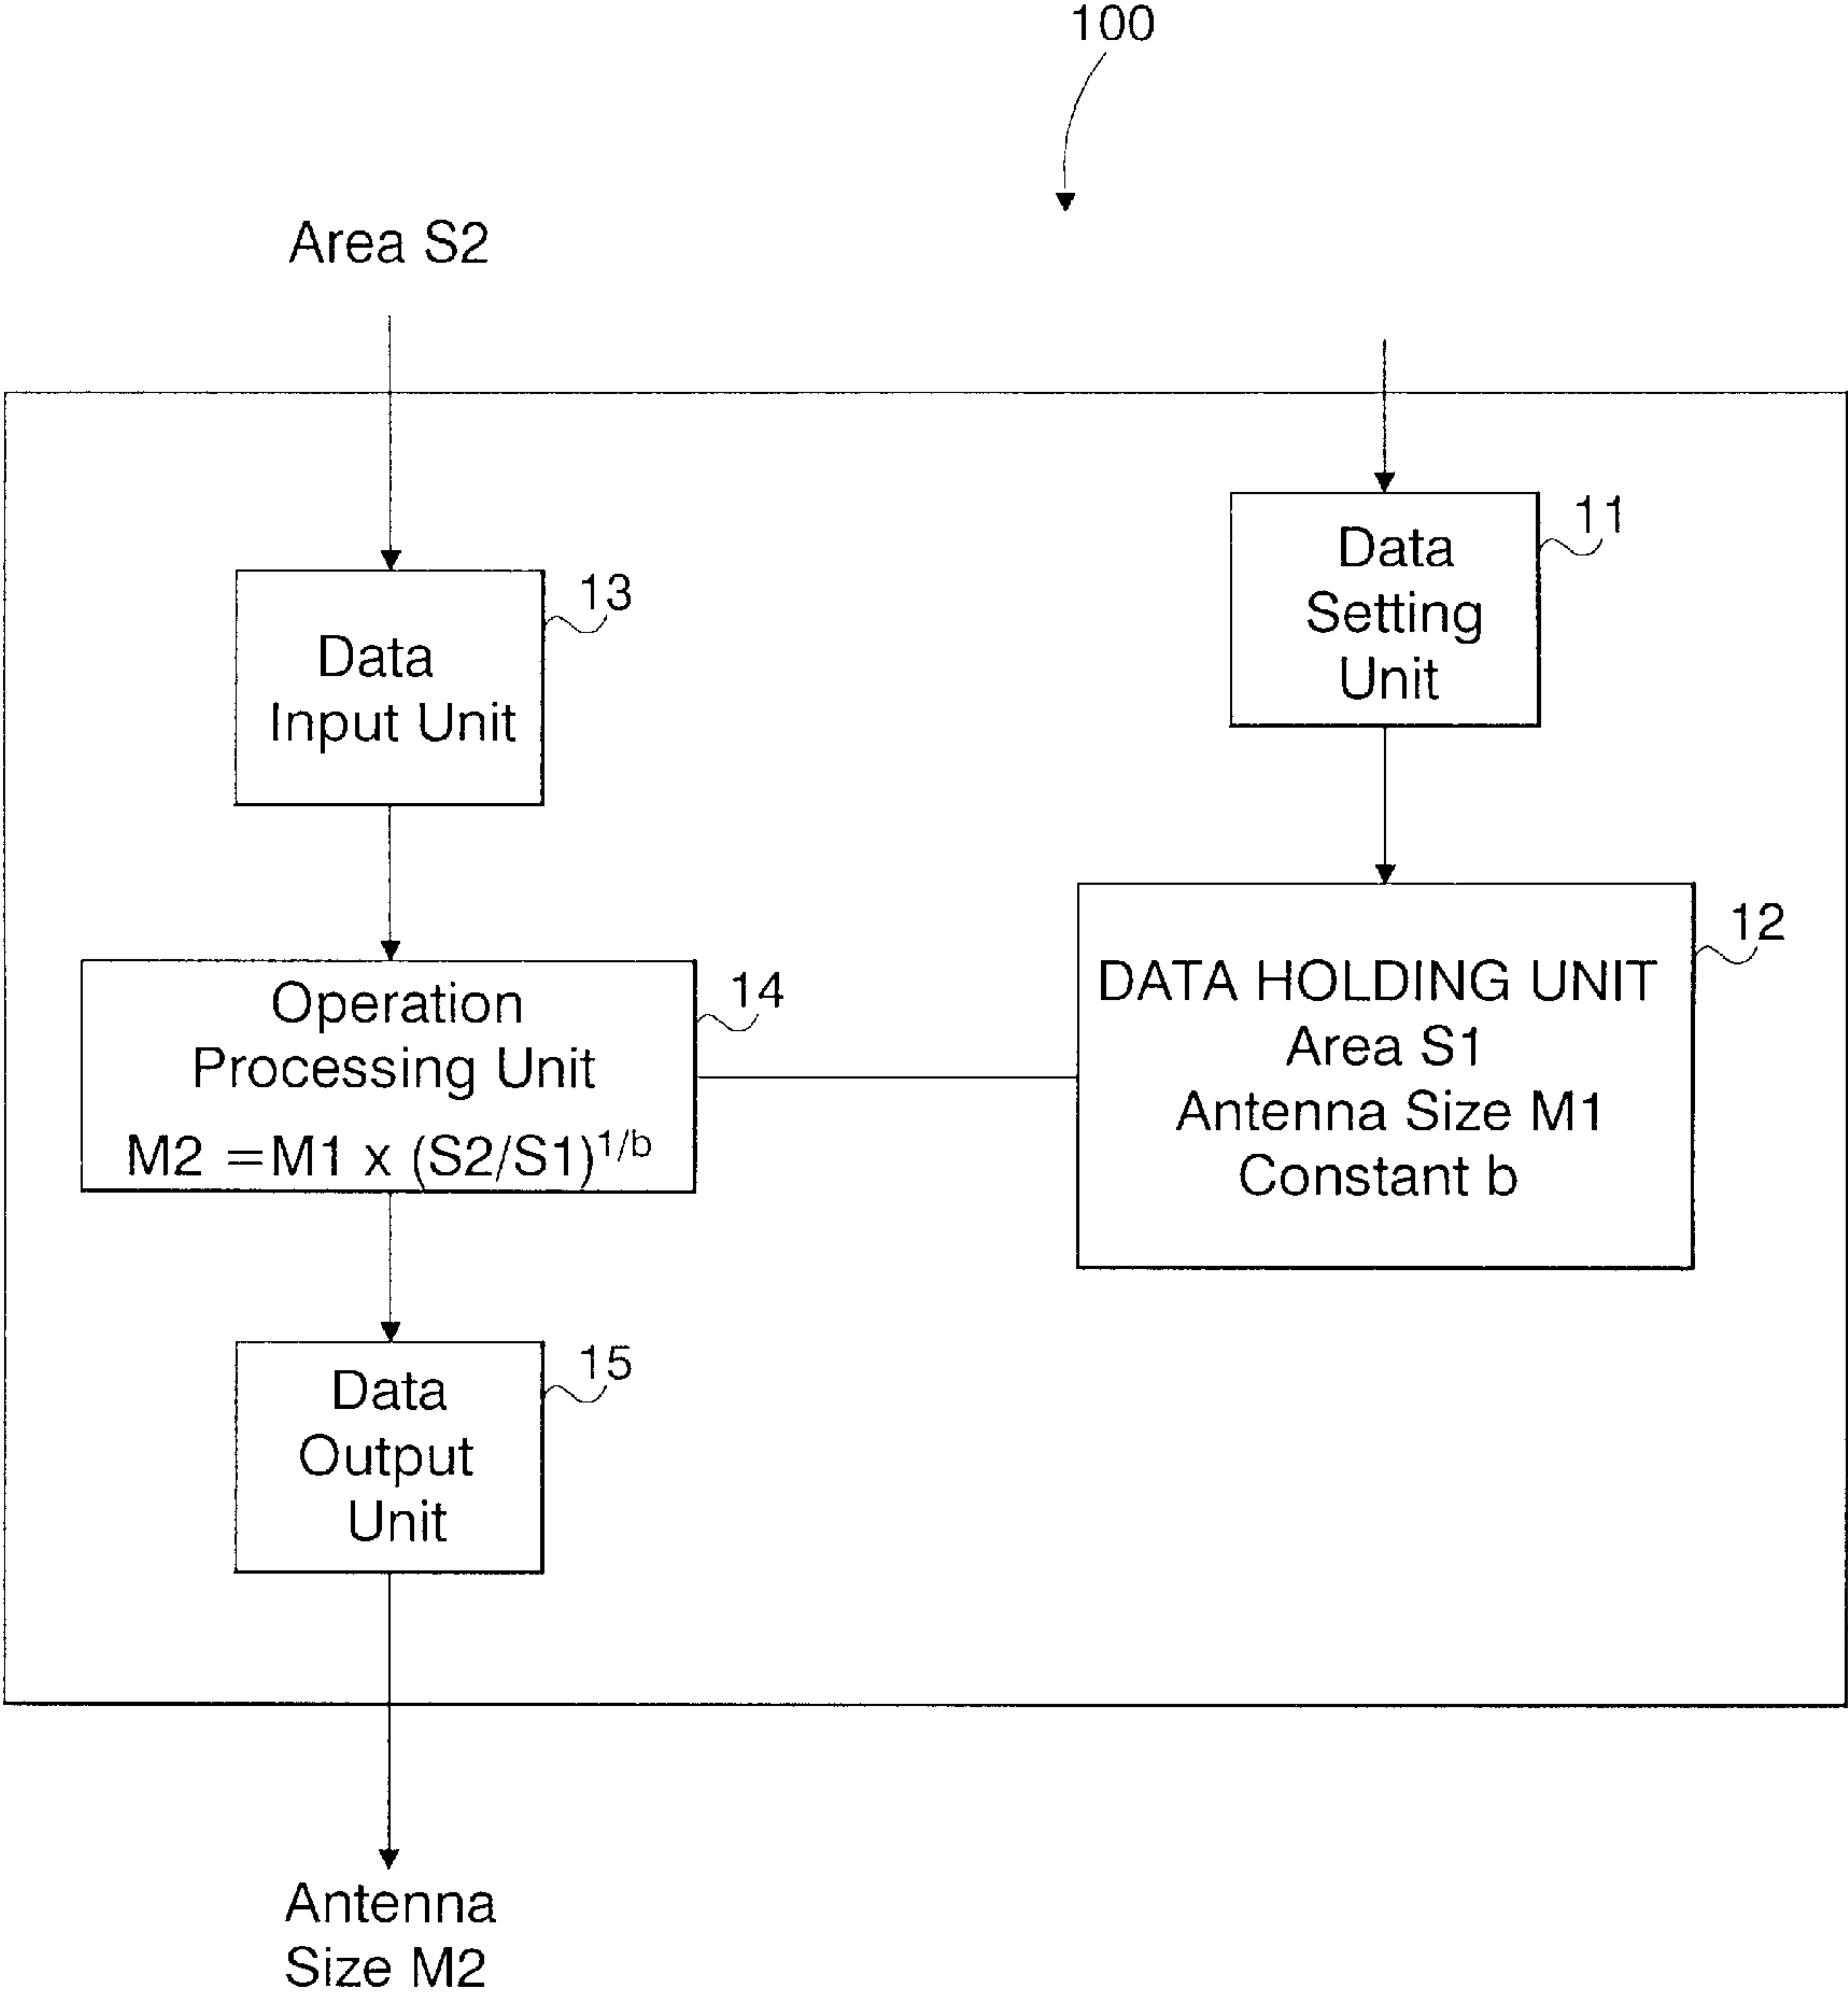 100
Area S2
11
Data
Setting
Unit
13
Data
Input Unit
12
DATA HOLDING UNIT
Area S1
Antenna Size M1
Constant b
14
Operation
Processing Unit
M2 =M1 x (S2/S1)^1/b
15
Data
Output
Unit
Antenna
Size M2